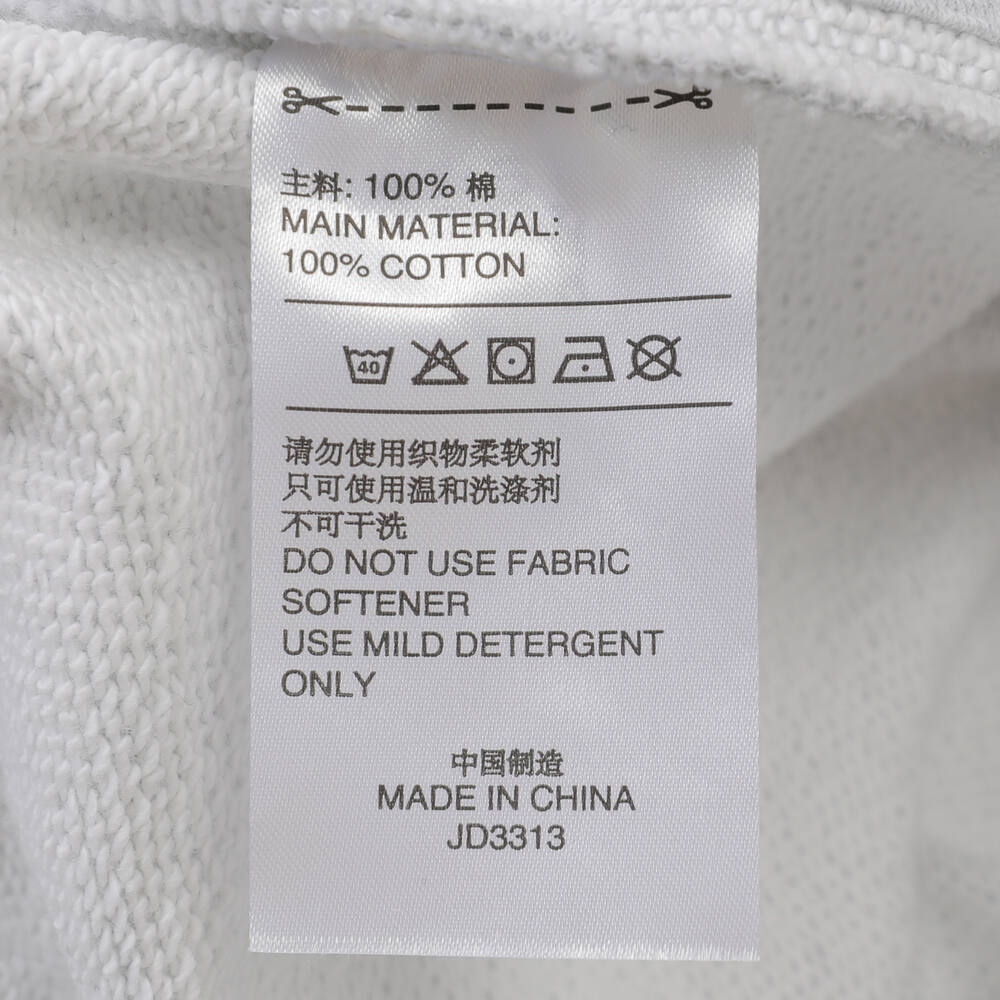 主料: 100% 棉
MAIN MATERIAL:
100% COTTON
40
请勿使用织物柔软剂
只可使用温和洗涤剂
不可干洗
DO NOT USE FABRIC
SOFTENER
USE MILD DETERGENT
ONLY
中国制造
MADE IN CHINA
JD3313